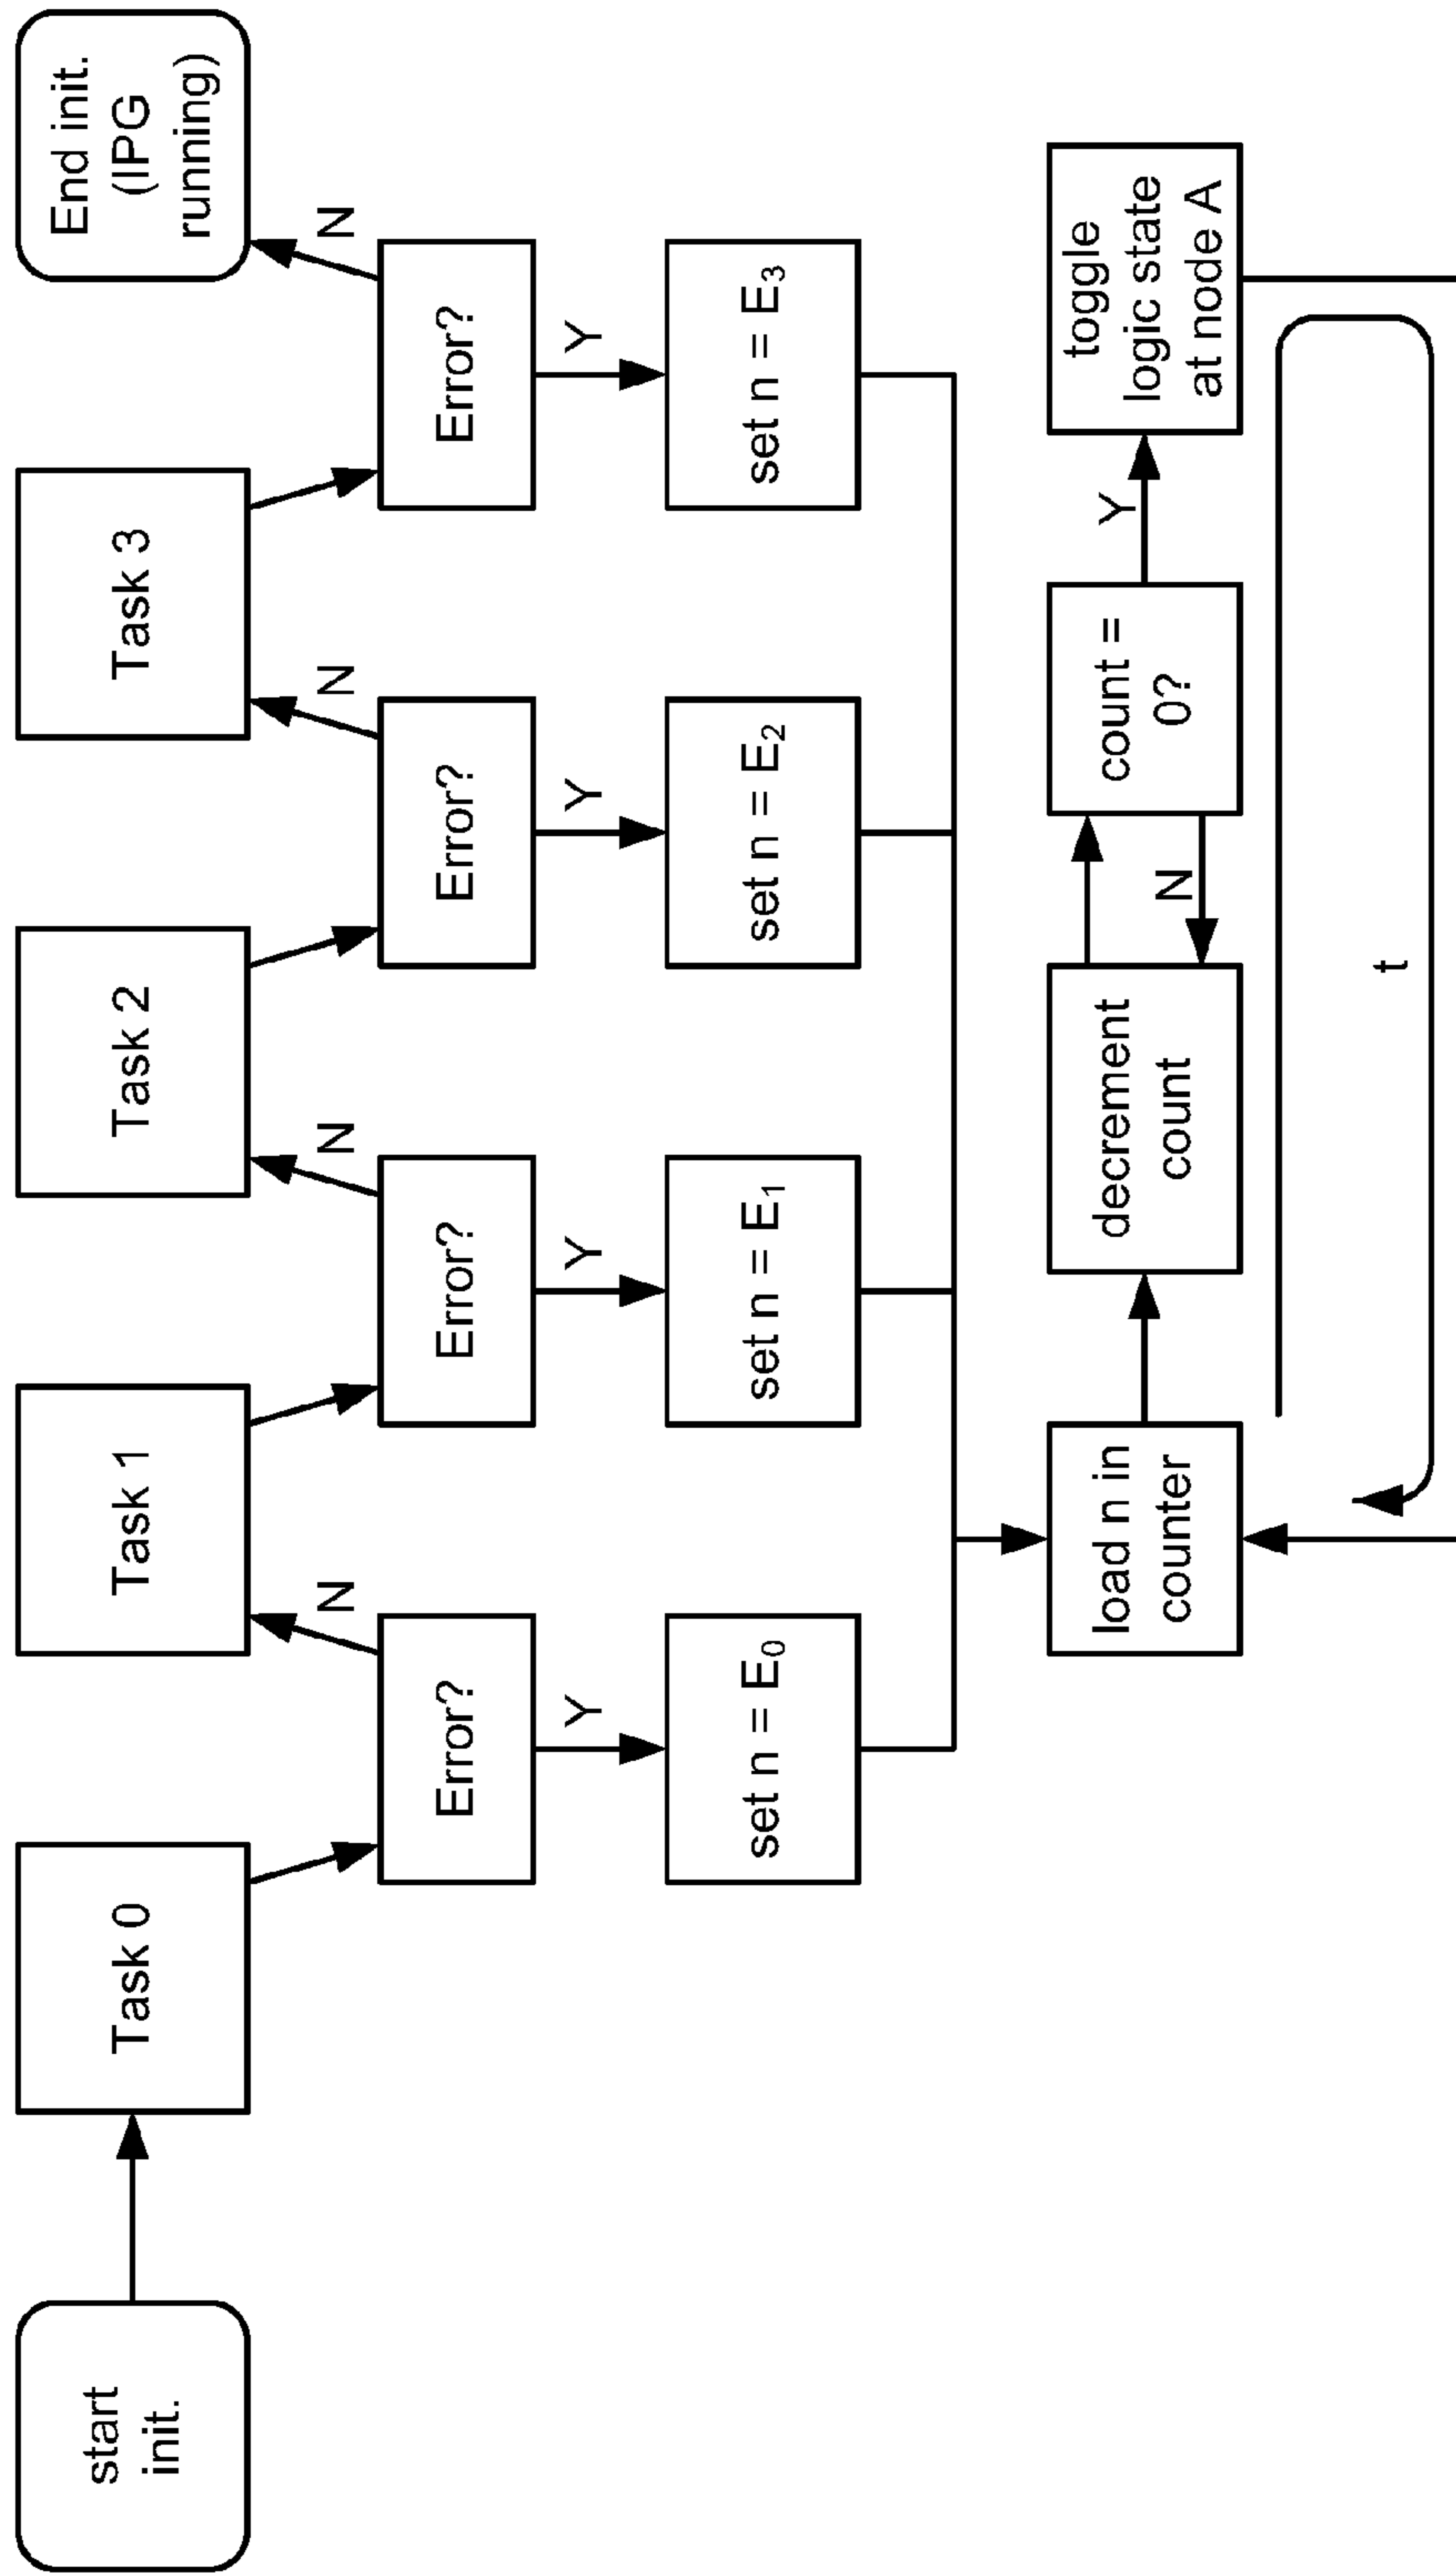 start
init.
Task 0
Task 1
Task 2
Task 3
End init.
(IPG
running)
N
N
N
N
Error?
Error?
Error?
Error?
Y
Y
Y
Y
set n = E₀
set n = E₁
set n = E₂
set n = E₃
load n in
counter
decrement
count
N
count =
0?
Y
toggle
logic state
at node A
t